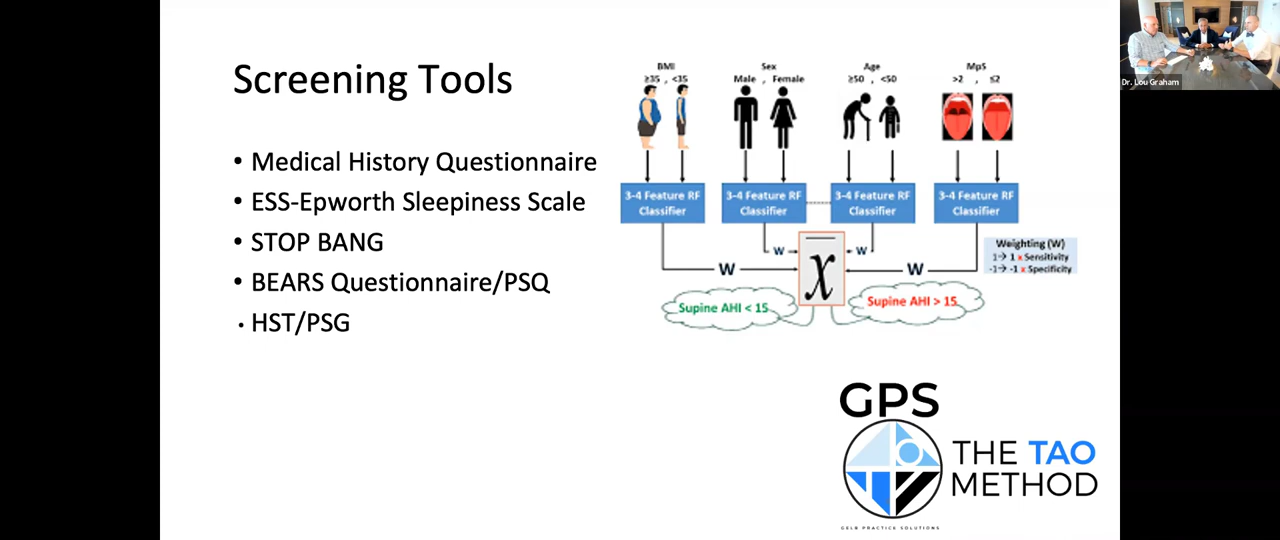 Screening Tools
• Medical History Questionnaire
• ESS-Epworth Sleepiness Scale
• STOP BANG
• BEARS Questionnaire/PSQ
• HST/PSG
BMI
≥35 , <35
Sex
Male , Female
Age
≥50 , <50
MpS
>2 , ≤2
3-4 Feature RF
Classifier
3-4 Feature RF
Classifier
3-4 Feature RF
Classifier
3-4 Feature RF
Classifier
W
W
W
W
x̄
Weighting (W)
1→ 1 x Sensitivity
-1→ -1 x Specificity
Supine AHI < 15
Supine AHI > 15
GPS
THE TAO
METHOD
GELB PRACTICE SOLUTIONS
Dr. Lou Graham